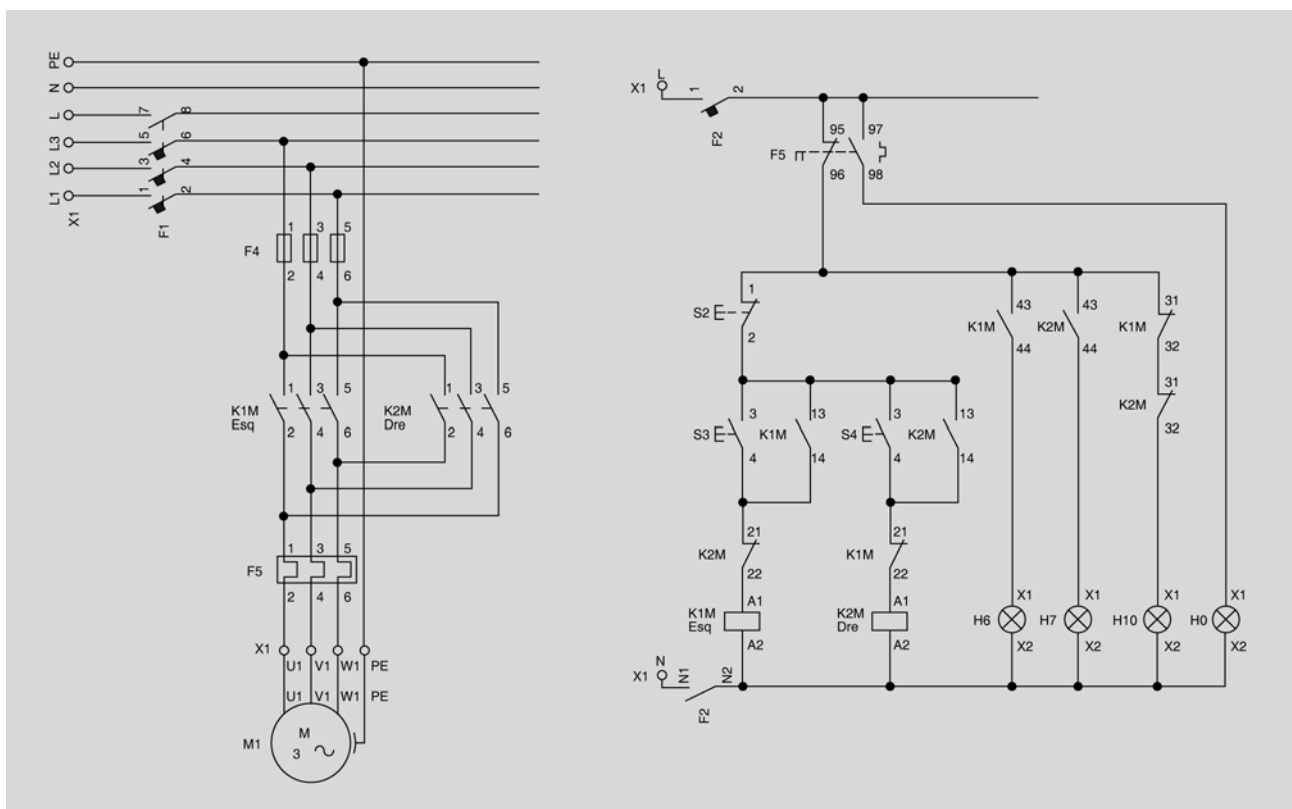 PE
N
L 7 8
L3 5 6
L2 3 4
L1 1 2
X1 F1
1 3 5
F4
2 4 6
1 3 5 1 3 5
K1M K2M
Esq Dre
2 4 6 2 4 6
1 3 5
F5
2 4 6
X1 U1 V1 W1 PE
U1 V1 W1 PE
M1 M
3
L
X1 1 2
F2
95 97
F5
96 98
1 43 43 31
S2 K1M K2M K1M
2 44 44 32
31
K2M
32
3 13 3 13
S3 K1M S4 K2M
4 14 4 14
21 21
K2M K1M
22 22
K1M A1 K2M A1 X1 X1 X1 X1
Esq Dre H6 H7 H10 H0
A2 A2 X2 X2 X2 X2
N
X1 N1 N2
F2